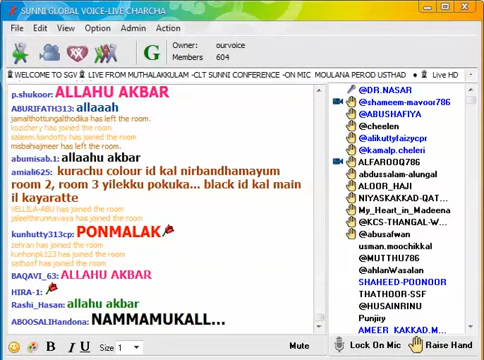 SUNNI GLOBAL VOICE-LIVE CHARCHA
File Edit View Option Admin Action
G
Owner: ourvoice
Members 604
WELCOME TO SGV LIVE FROM MUTHALAKKULAM -CLT SUNNI CONFERENCE -ON MIC MOULANA PEROD USTHAD Live HD
p.shukoor: ALLAHU AKBAR
ABURIFATH313: allaaah
jamalthottungalthodika has left the room.
kozichery has joined the room
saleemi.kondotty has joined the room
misbahiajmeer has left the room.
abumisab.1: allaahu akbar
amiali625: kurachu colour id kal nirbandhamayum
room 2, room 3 yilekku pokuka... black id kal main
il kayaratte
VELLILA-ABU has joined the room
jaleelthirunnavaya has joined the room
kunhutty313cp: PONMALAK
zehran has joined the room
kunhonpk123 has joined the room
sathoof has joined the room
BAQAVI_63: ALLAHU AKBAR
HIRA-1:
Rashi_Hasan: allahu akbar
ABOOSALIHandona: NAMMAMUKALL...
@DR.NASAR
@shameem-mavoor786
@ABUSHAFIYA
@cheelen
@alikuttyfaizycpr
@kamalp.cheleri
ALFAROOQ786
abdussalam-alungal
ALOOR_HAJI
NIYASKAKKAD-QAT...
My_Heart_in_Madeena
@KCS-THANGAL-W...
@abusafwan
usman.moochikkal
@MUTTHU786
@ahlanWasalan
SHAHEED-POONOOR
THATHOOR-SSF
@HUSAINRINU
Punjiry
AMEER_KAKKAD.M...
B I U Size 1 Mute Lock On Mic Raise Hand